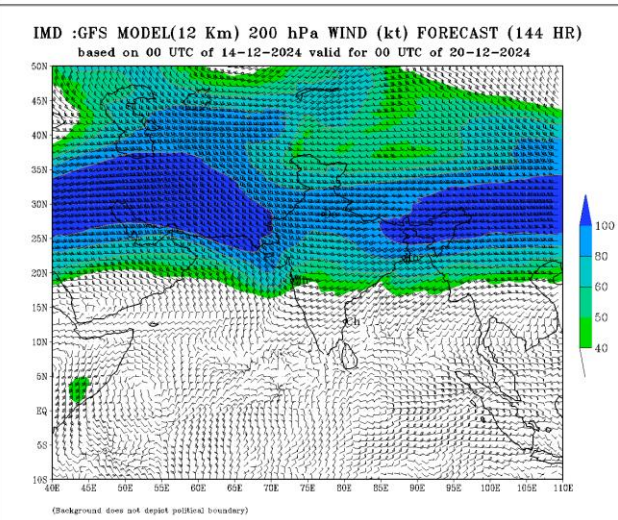 IMD :GFS MODEL(12 Km) 200 hPa WIND (kt) FORECAST (144 HR)
based on 00 UTC of 14-12-2024 valid for 00 UTC of 20-12-2024
50N
45N
40N
35N
30N
25N
20N
15N
10N
5N
EQ
5S
10S
40E 45E 50E 55E 60E 65E 70E 75E 80E 85E 90E 95E 100E 105E 110E
100
80
60
50
40
(Background does not depict political boundary)